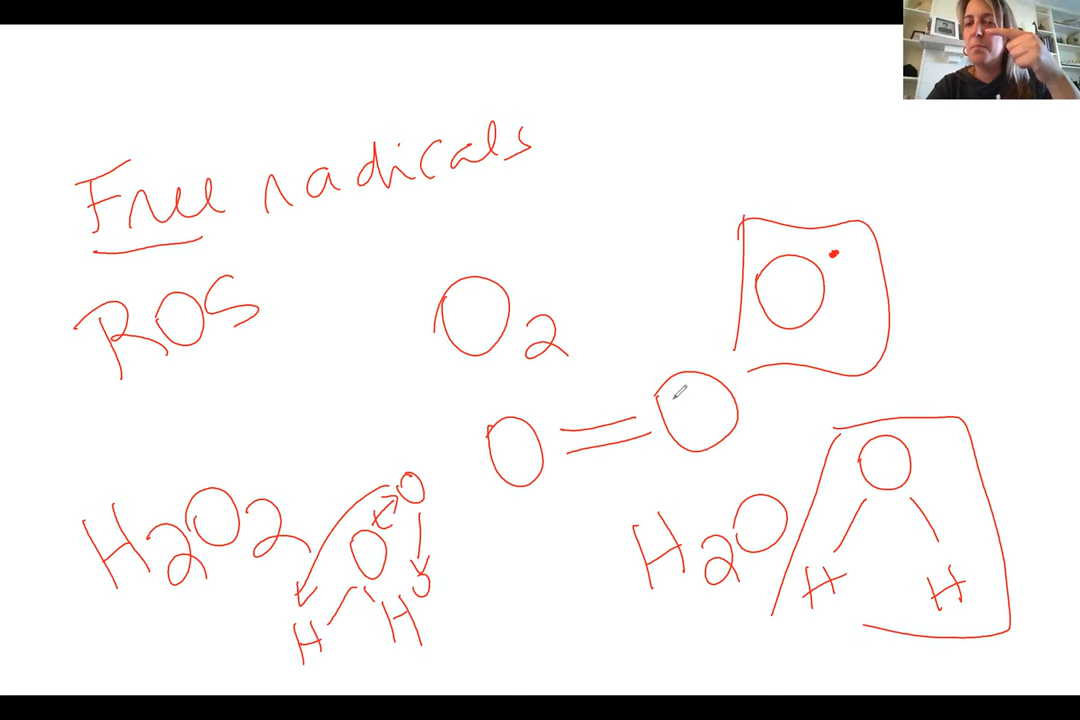 Free radicals
ROS
O2
O
O=O
H2O2
O
O
H H
H2O
O
H H